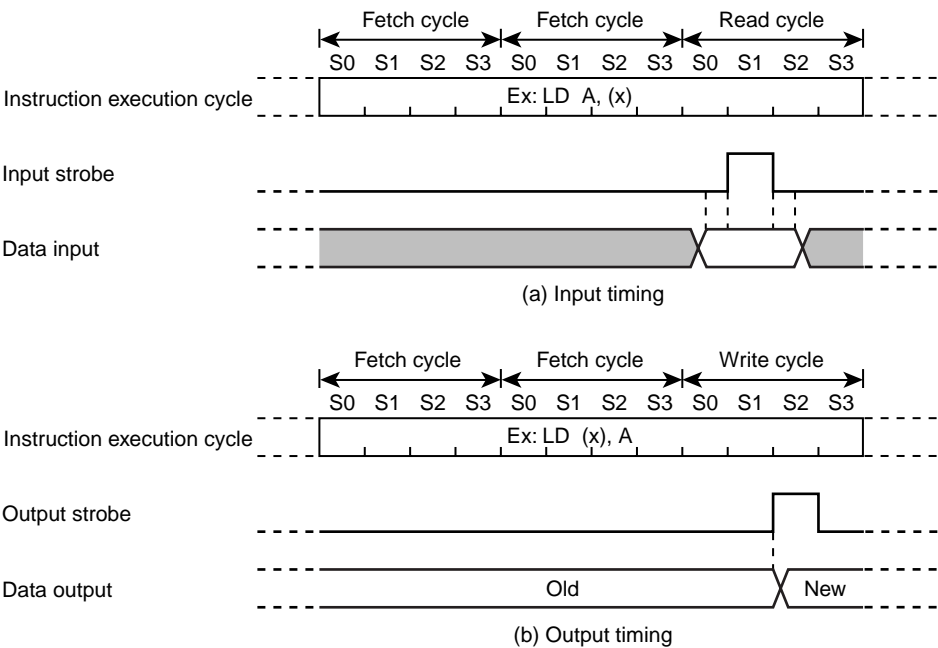 Fetch cycle Fetch cycle Read cycle
S0 S1 S2 S3 S0 S1 S2 S3 S0 S1 S2 S3
Instruction execution cycle Ex: LD A, (x)
Input strobe
Data input
(a) Input timing
Fetch cycle Fetch cycle Write cycle
S0 S1 S2 S3 S0 S1 S2 S3 S0 S1 S2 S3
Instruction execution cycle Ex: LD (x), A
Output strobe
Data output Old New
(b) Output timing